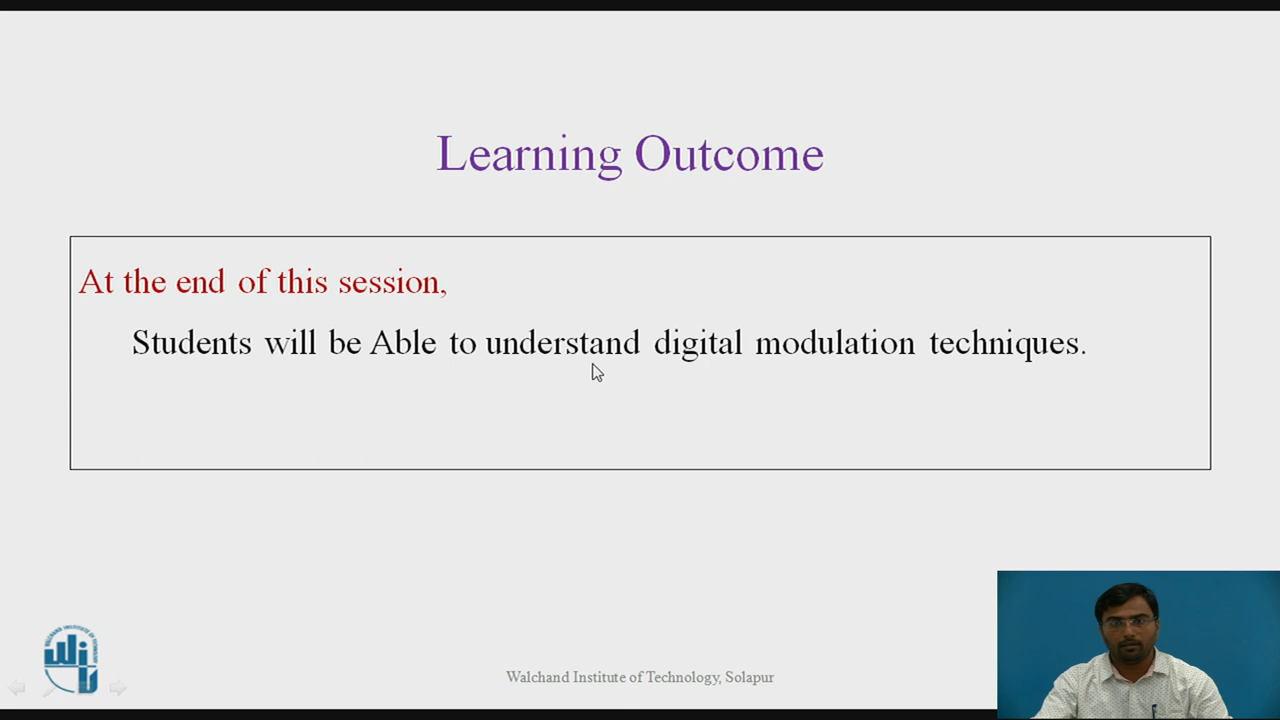 Learning Outcome
At the end of this session,
Students will be Able to understand digital modulation techniques.
Walchand Institute of Technology, Solapur